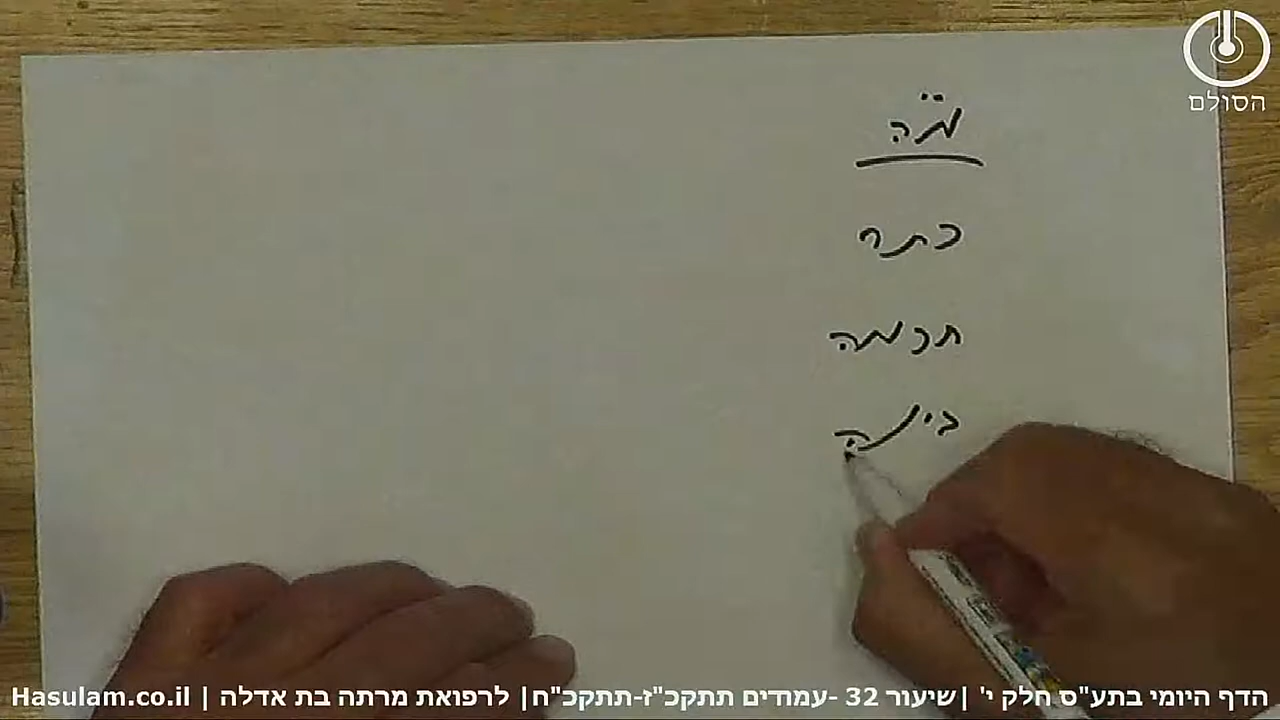 הסולם
מ"ה
כתר
חכמה
בינה
הדף היומי בתע"ס חלק י' |שיעור 32 -עמודים תתקכ"ז-תתקכ"ח| לרפואת מרתה בת אדלה | Hasulam.co.il